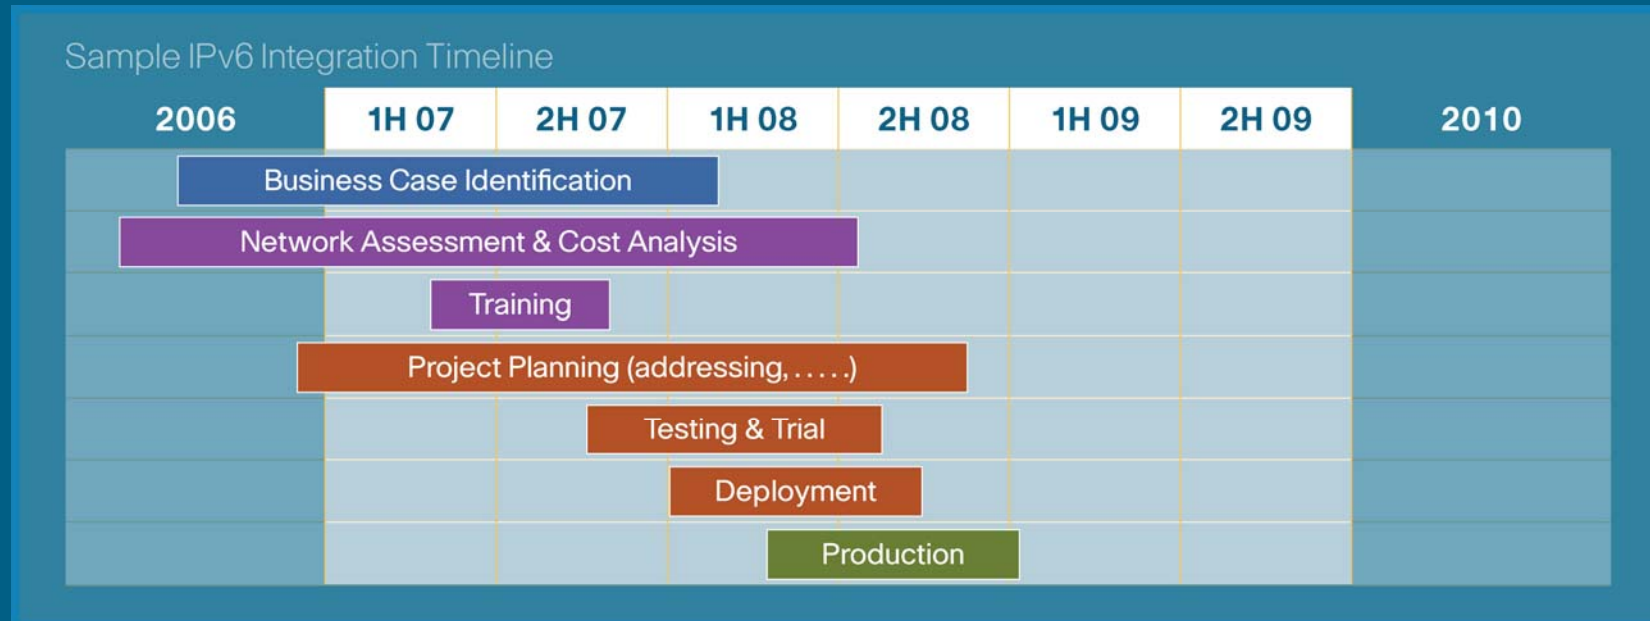 Sample IPv6 Integration Timeline
2006 1H 07 2H 07 1H 08 2H 08 1H 09 2H 09 2010
Business Case Identification
Network Assessment & Cost Analysis
Training
Project Planning (addressing, . . . . .)
Testing & Trial
Deployment
Production